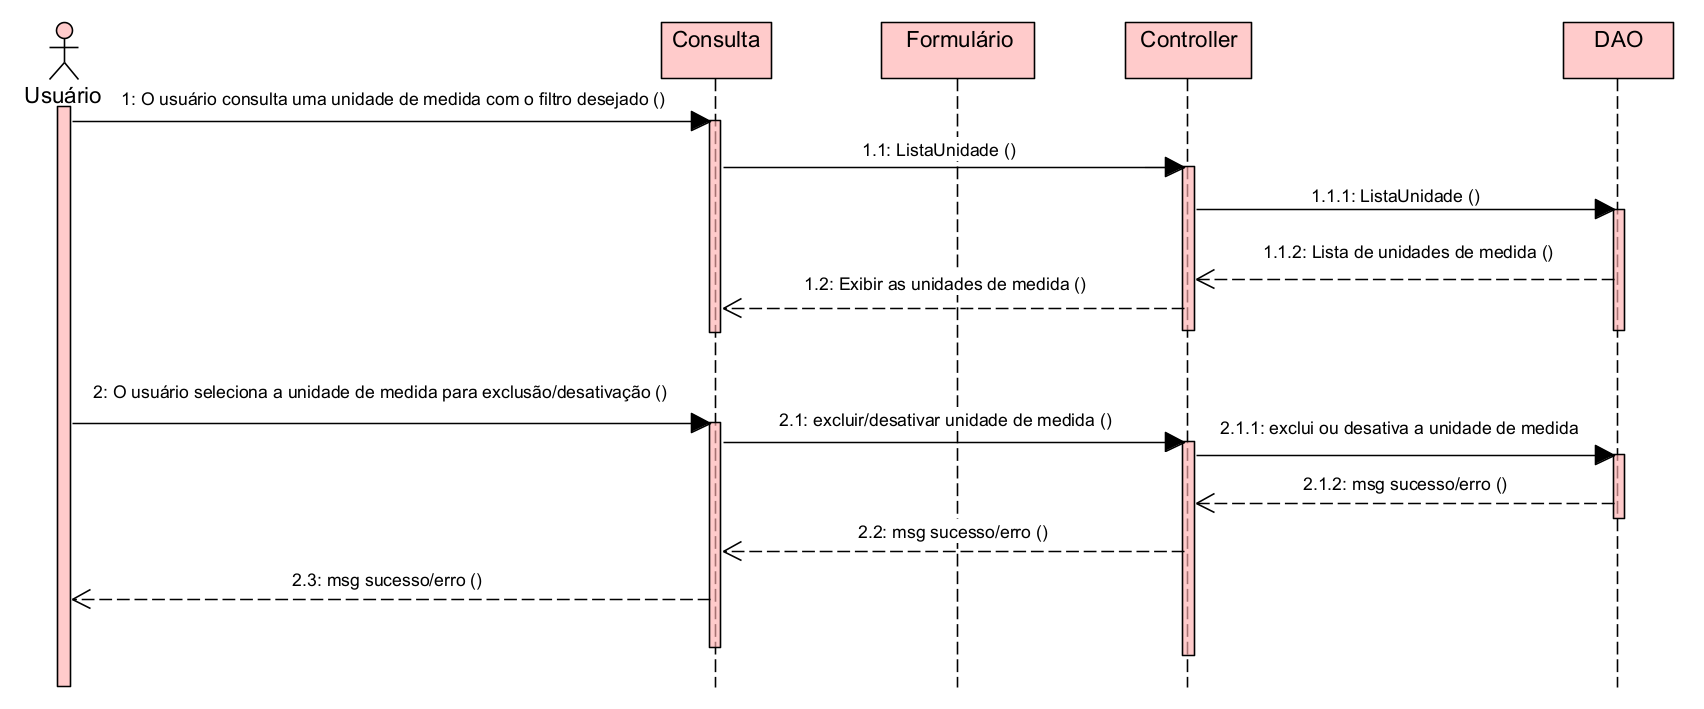 Consulta
Formulário
Controller
DAO
Usuário
1: O usuário consulta uma unidade de medida com o filtro desejado ()
1.1: ListaUnidade ()
1.1.1: ListaUnidade ()
1.1.2: Lista de unidades de medida ()
1.2: Exibir as unidades de medida ()
2: O usuário seleciona a unidade de medida para exclusão/desativação ()
2.1: excluir/desativar unidade de medida ()
2.1.1: exclui ou desativa a unidade de medida
2.1.2: msg sucesso/erro ()
2.2: msg sucesso/erro ()
2.3: msg sucesso/erro ()